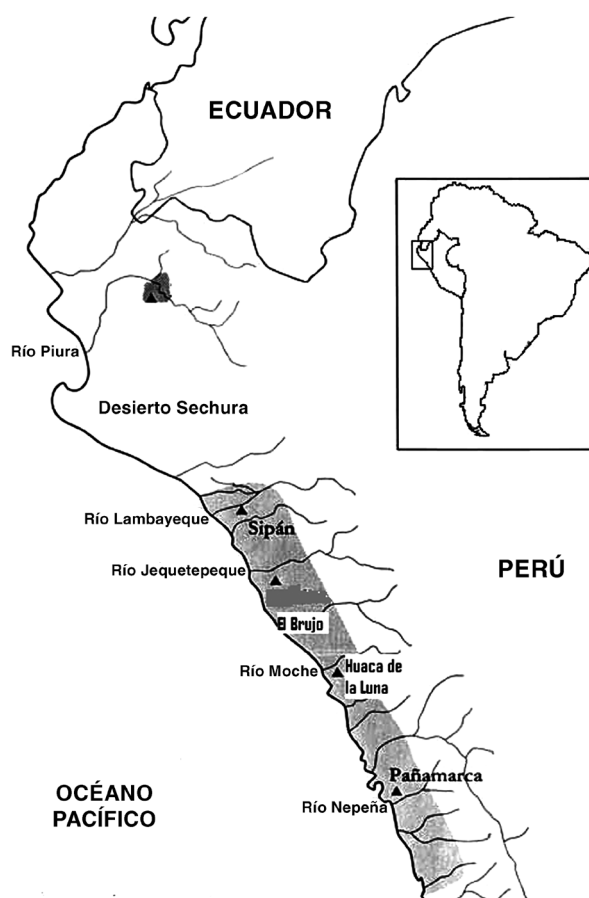 ECUADOR
Río Piura
Desierto Sechura
Río Lambayeque
Sipán
Río Jequetepeque
PERÚ
El Brujo
Río Moche
Huaca de
la Luna
Pañamarca
OCÉANO
PACÍFICO
Río Nepeña